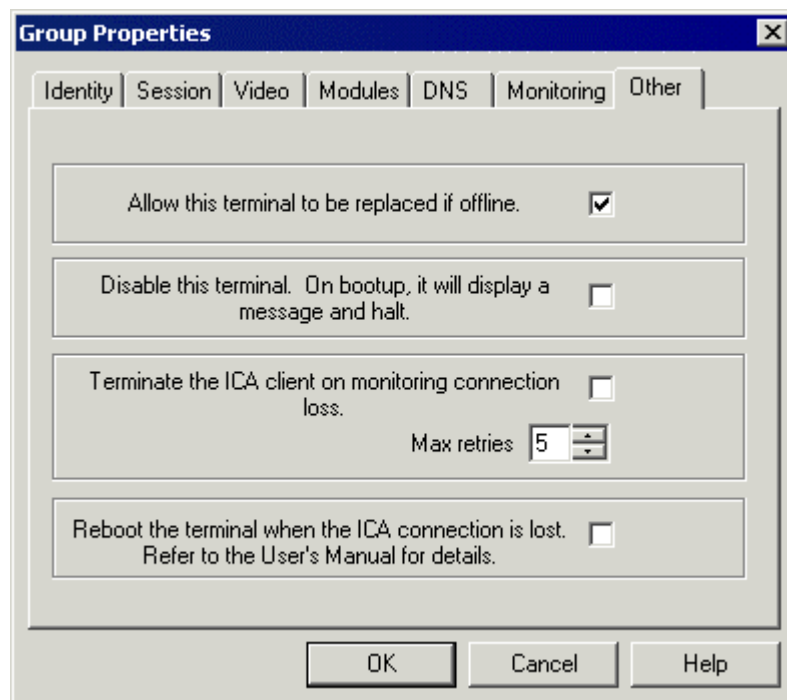 Group Properties
Identity Session Video Modules DNS Monitoring Other
Allow this terminal to be replaced if offline.
Disable this terminal.  On bootup, it will display a
message and halt.
Terminate the ICA client on monitoring connection
loss.
Max retries 5
Reboot the terminal when the ICA connection is lost.
Refer to the User's Manual for details.
OK Cancel Help